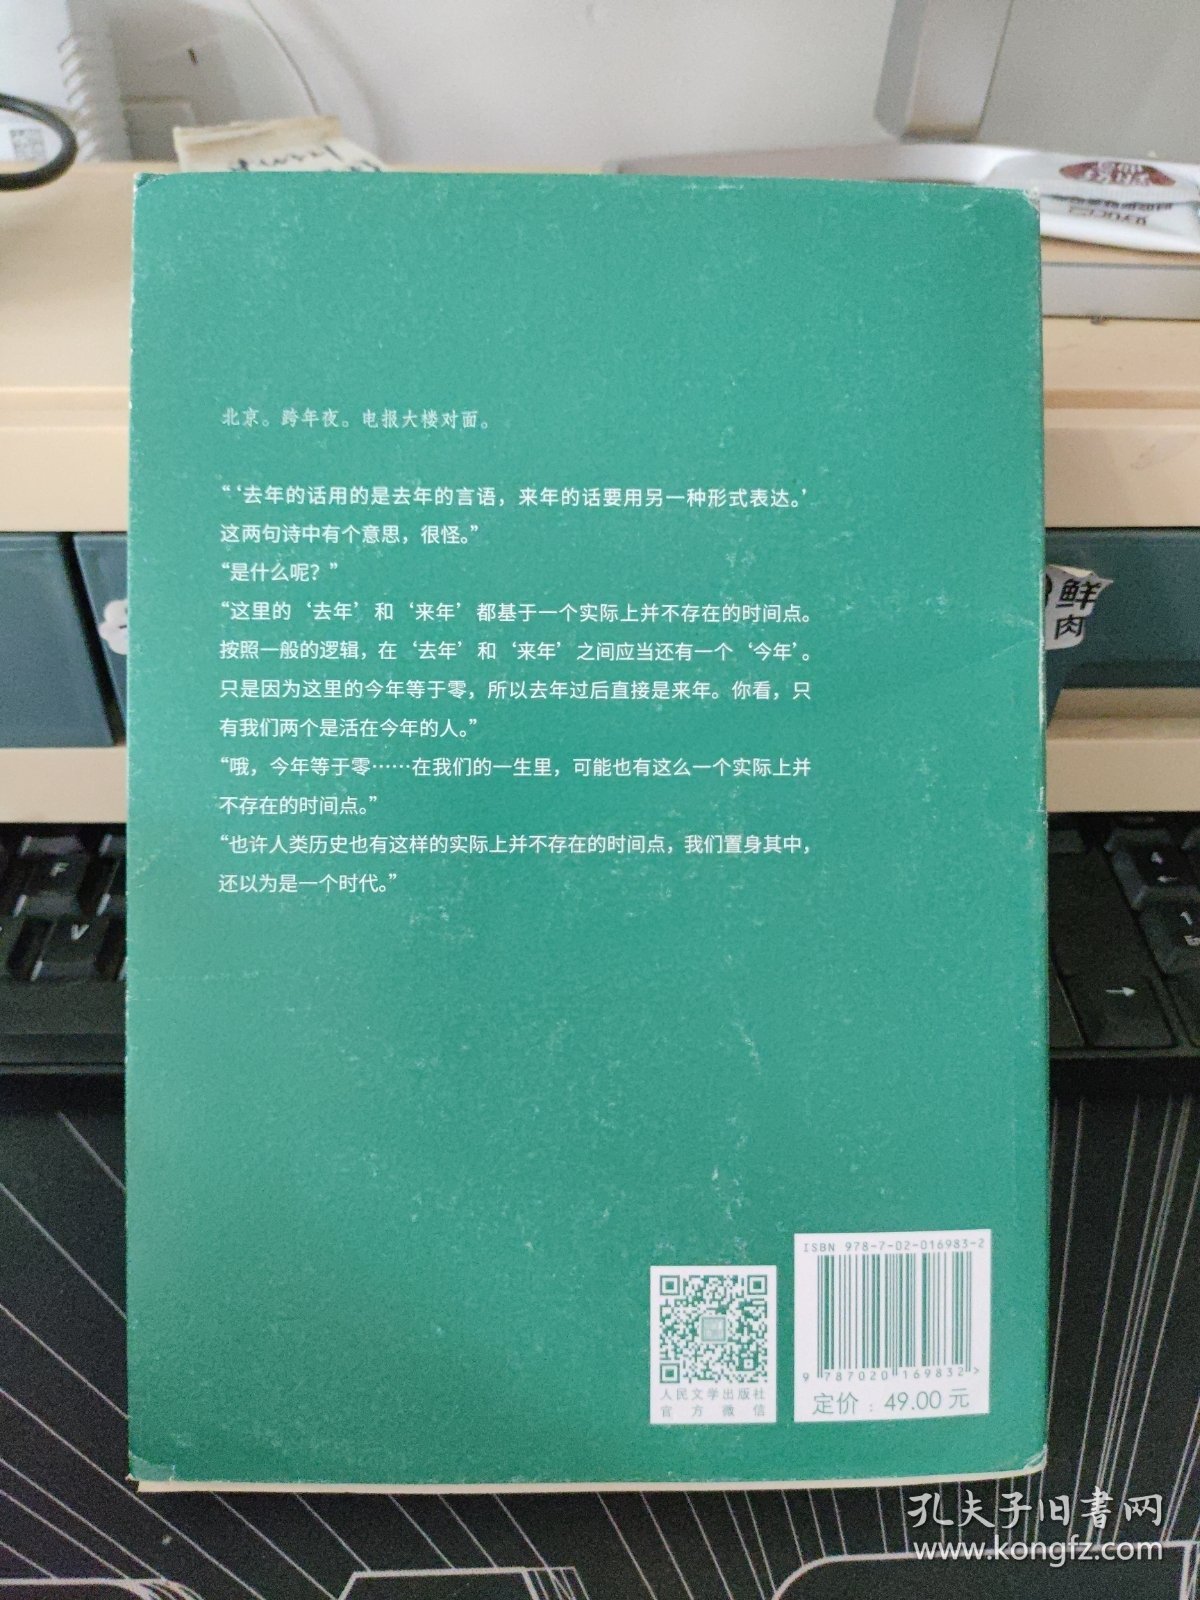 北京。跨年夜。电报大楼对面。
“‘去年的话用的是去年的言语，来年的话要用另一种形式表达。’
这两句诗中有个意思，很怪。”
“是什么呢？”
“这里的‘去年’和‘来年’都基于一个实际上并不存在的时间点。
按照一般的逻辑，在‘去年’和‘来年’之间应当还有一个‘今年’。
只是因为这里的今年等于零，所以去年过后直接是来年。你看，只
有我们两个是活在今年的人。”
“哦，今年等于零……在我们的一生里，可能也有这么一个实际上并
不存在的时间点。”
“也许人类历史也有这样的实际上并不存在的时间点，我们置身其中，
还以为是一个时代。”
鲜
肉
F
V
ISBN 978-7-02-016983-2
9 787020 169832 >
定价：49.00元
人民文学出版社
官方微信
孔夫子旧書网
www.kongfz.com